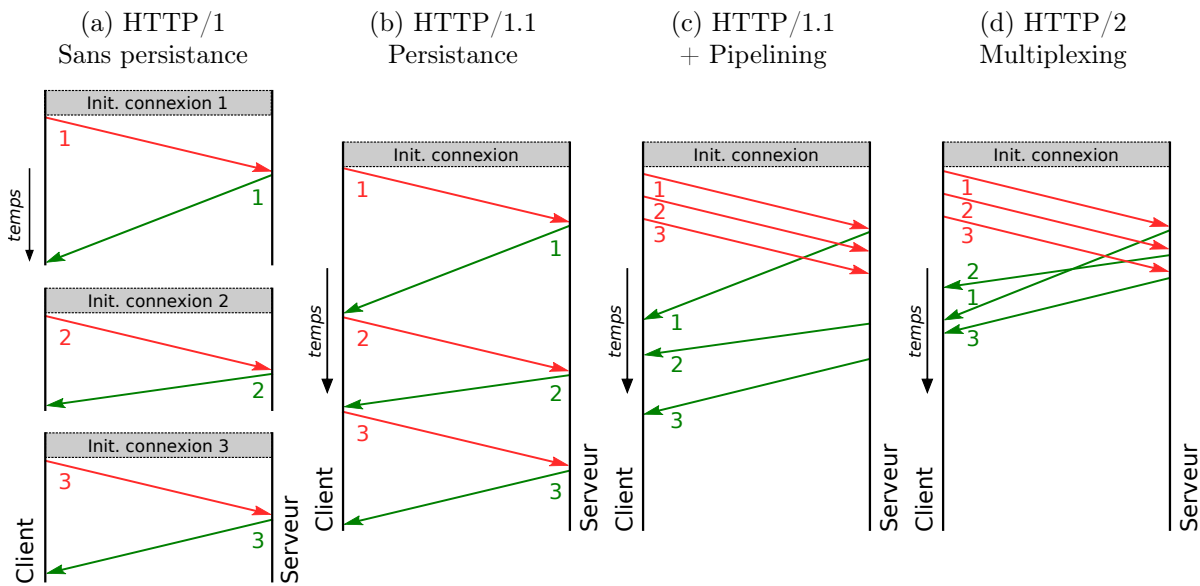 (a) HTTP/1
Sans persistance
Init. connexion 1
1
1
temps
Init. connexion 2
2
2
Init. connexion 3
3
3
Client
Serveur
(b) HTTP/1.1
Persistance
Init. connexion
1
1
temps
2
2
3
3
Client
Serveur
(c) HTTP/1.1
+ Pipelining
Init. connexion
1
2
3
temps
1
2
3
Client
Serveur
(d) HTTP/2
Multiplexing
Init. connexion
1
2
3
temps
2
1
3
Client
Serveur